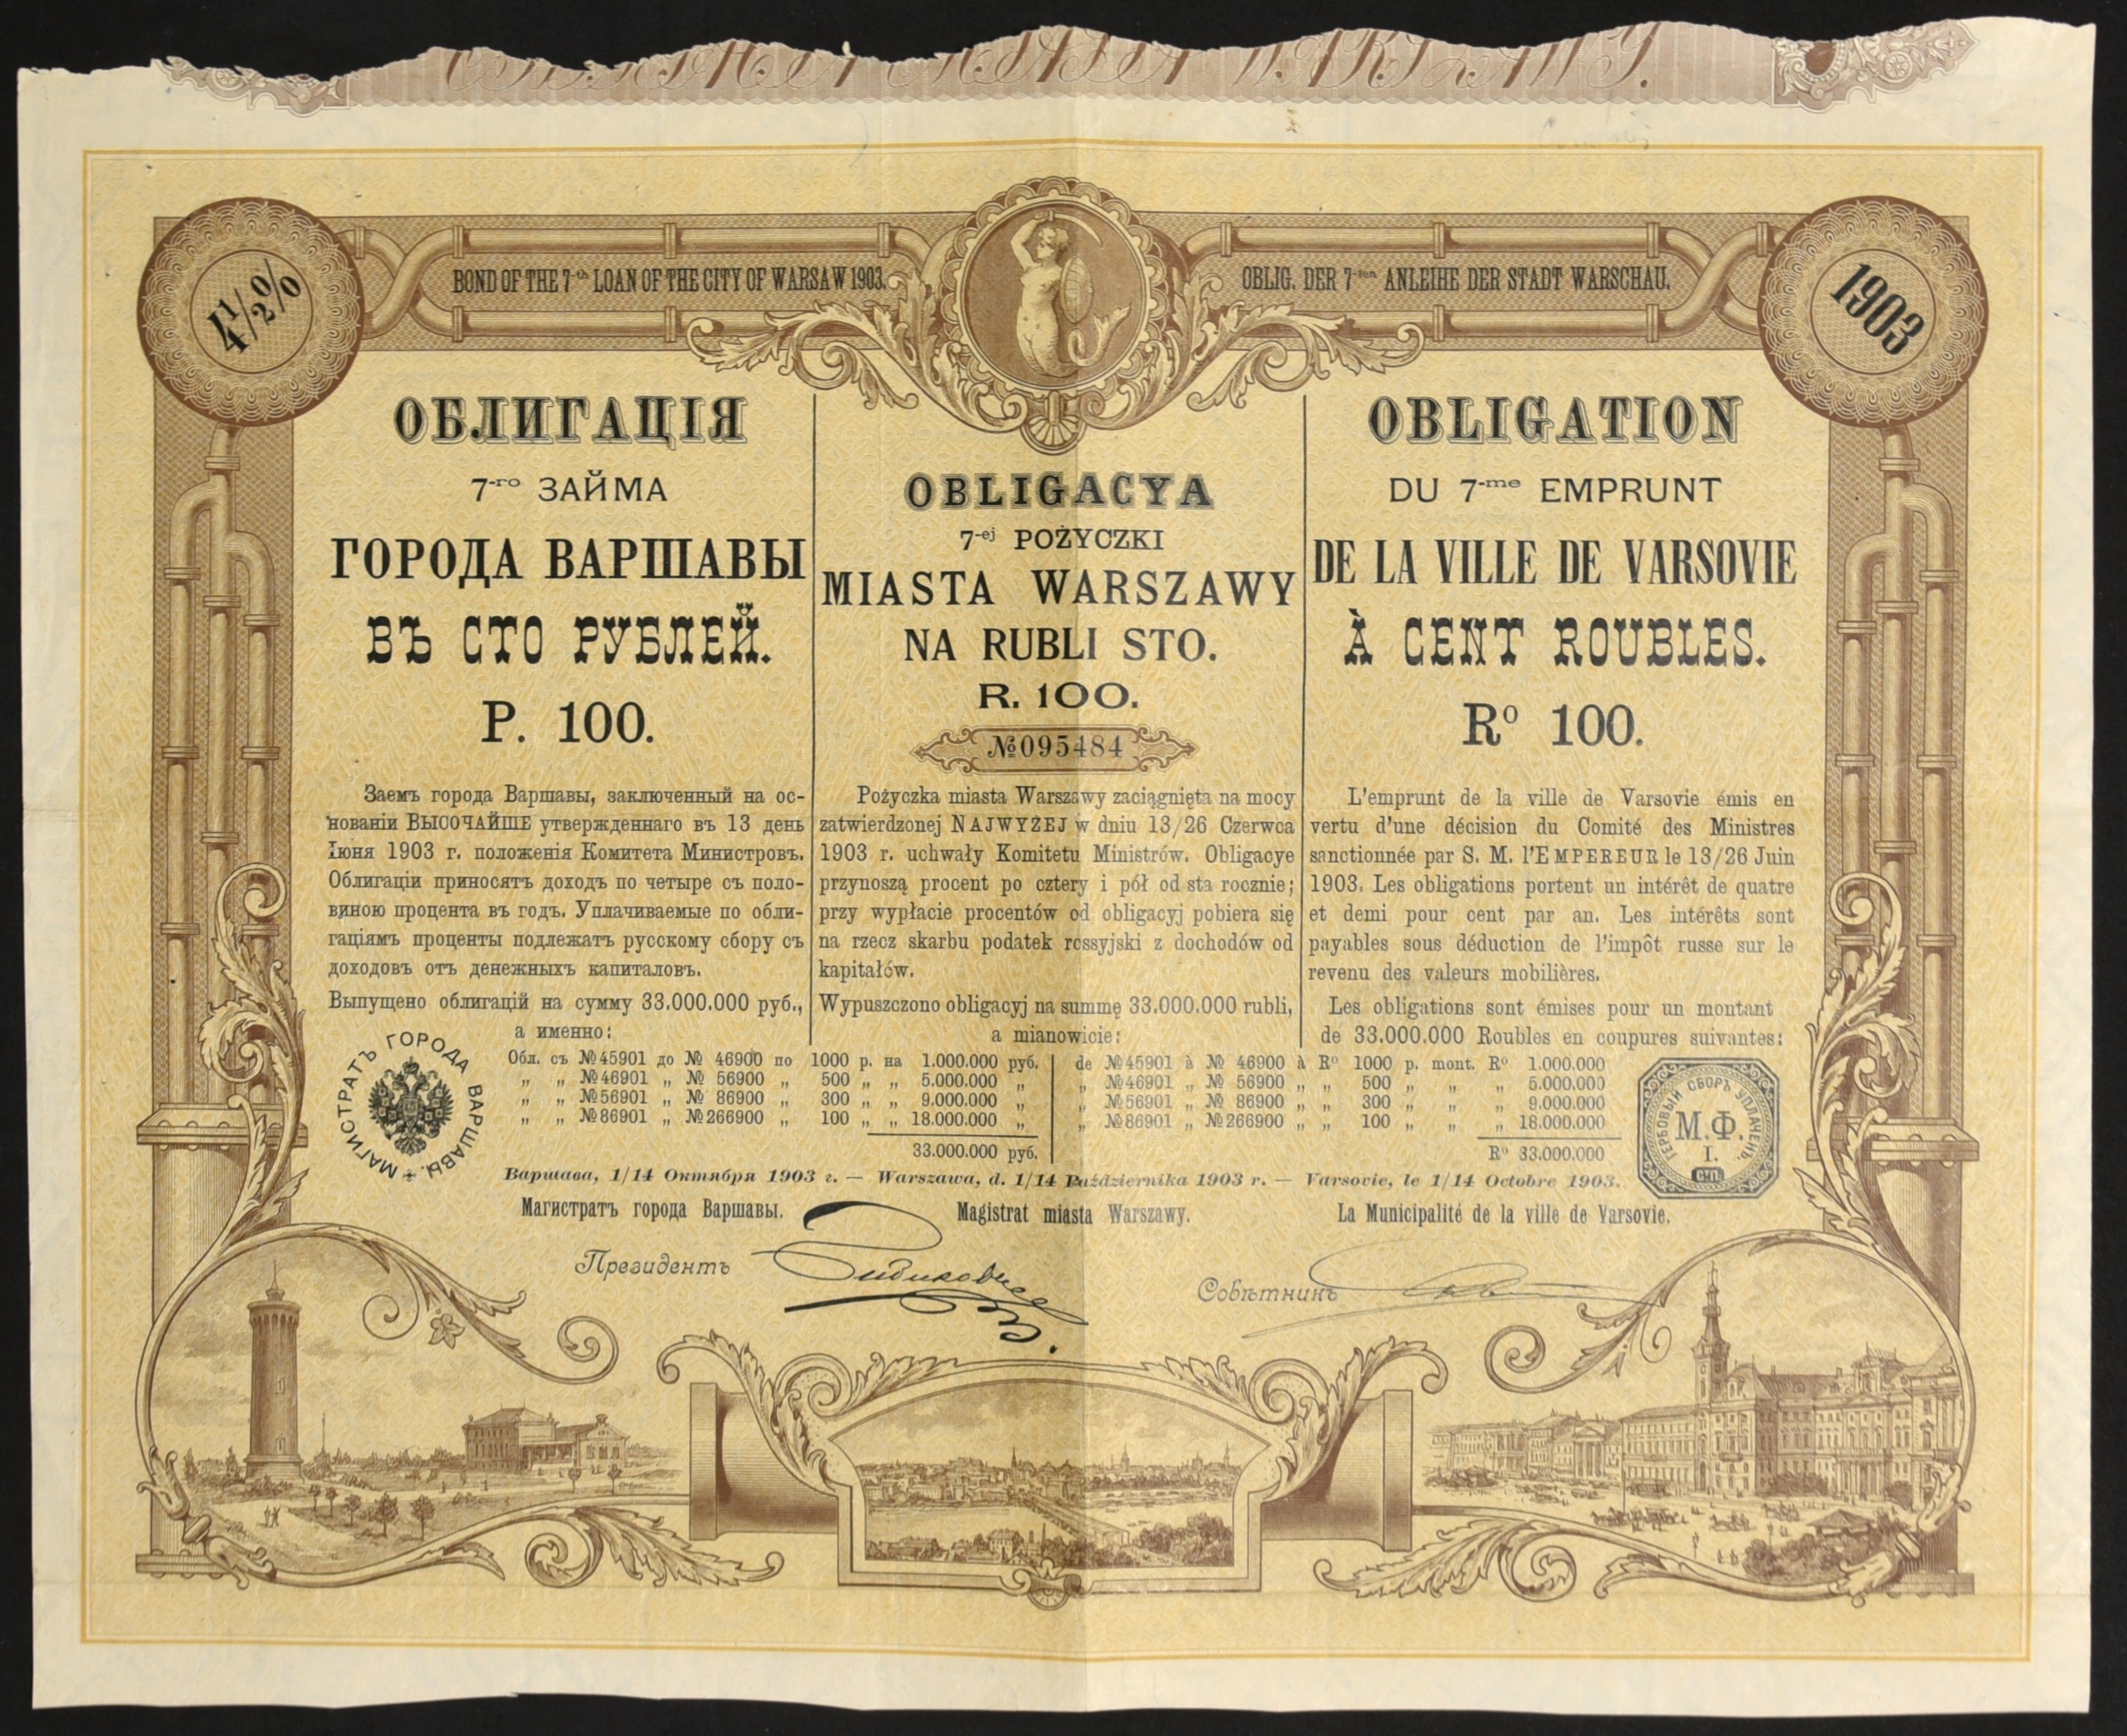 4½%
BOND OF THE 7-th LOAN OF THE CITY OF WARSAW 1903.
OBLIG. DER 7-ten ANLEIHE DER STADT WARSCHAU.
1903
ОБЛИГАЦІЯ
7-го ЗАЙМА
ГОРОДА ВАРШАВЫ
ВЪ СТО РУБЛЕЙ.
Р. 100.
Заемъ города Варшавы, заключенный на ос-
нованіи ВЫСОЧАЙШЕ утвержденнаго въ 13 день
Іюня 1903 г. положенія Комитета Министровъ.
Облигаціи приносятъ доходъ по четыре съ поло-
виною процента въ годъ. Уплачиваемые по обли-
гаціямъ проценты подлежатъ русскому сбору съ
доходовъ отъ денежныхъ капиталовъ.
Выпущено облигацій на сумму 33.000.000 руб.,
а именно:
OBLIGACYA
7-ej POŻYCZKI
MIASTA WARSZAWY
NA RUBLI STO.
R. 100.
№095484
Pożyczka miasta Warszawy zaciągnięta na mocy
zatwierdzonej NAJWYŻEJ w dniu 13/26 Czerwca
1903 r. uchwały Komitetu Ministrów. Obligacye
przynoszą procent po cztery i pół od sta rocznie;
przy wypłacie procentów od obligacyj pobiera się
na rzecz skarbu podatek rossyjski z dochodów od
kapitałów.
Wypuszczono obligacyj na summę 33.000.000 rubli,
a mianowicie:
OBLIGATION
DU 7-me EMPRUNT
DE LA VILLE DE VARSOVIE
À CENT ROUBLES.
Rº 100.
L'emprunt de la ville de Varsovie émis en
vertu d'une décision du Comité des Ministres
sanctionnée par S. M. l'EMPEREUR le 13/26 Juin
1903. Les obligations portent un intérêt de quatre
et demi pour cent par an. Les intérêts sont
payables sous déduction de l'impôt russe sur le
revenu des valeurs mobilières.
Les obligations sont émises pour un montant
de 33.000.000 Roubles en coupures suivantes:
МАГИСТРАТЪ ГОРОДА ВАРШАВЫ.
Обл. съ №45901 до № 46900 по 1000 р. на 1.000.000 руб.
„ „ №46901 „ № 56900 „ 500 „ „ 5.000.000 „
„ „ №56901 „ № 86900 „ 300 „ „ 9.000.000 „
„ „ №86901 „ №266900 „ 100 „ „ 18.000.000 „
33.000.000 руб.
de №45901 à № 46900 à Rº 1000 p. mont. Rº 1.000.000
„ №46901 „ № 56900 „ „ 500 „ „ „ 5.000.000
„ №56901 „ № 86900 „ „ 300 „ „ „ 9.000.000
„ №86901 „ №266900 „ „ 100 „ „ „ 18.000.000
Rº 33.000.000
ГЕРБОВЫЙ СБОРЪ УПЛАЧЕНЪ.
М.Ф.
I.
СП.
Варшава, 1/14 Октября 1903 г. — Warszawa, d. 1/14 Października 1903 r. — Varsovie, le 1/14 Octobre 1903.
Магистратъ города Варшавы. Magistrat miasta Warszawy. La Municipalité de la ville de Varsovie.
Президентъ
Совѣтникъ